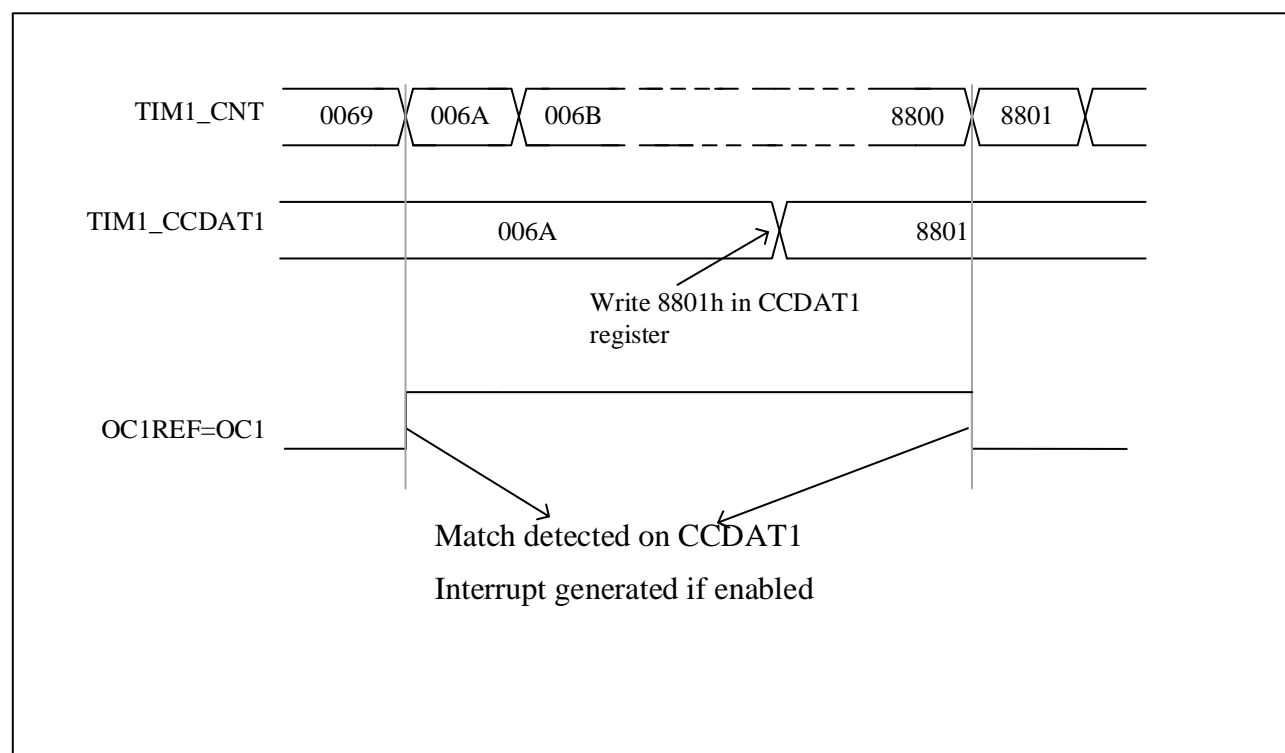 TIM1_CNT
0069
006A
006B
8800
8801
TIM1_CCDAT1
006A
8801
Write 8801h in CCDAT1
register
OC1REF=OC1
Match detected on CCDAT1
Interrupt generated if enabled